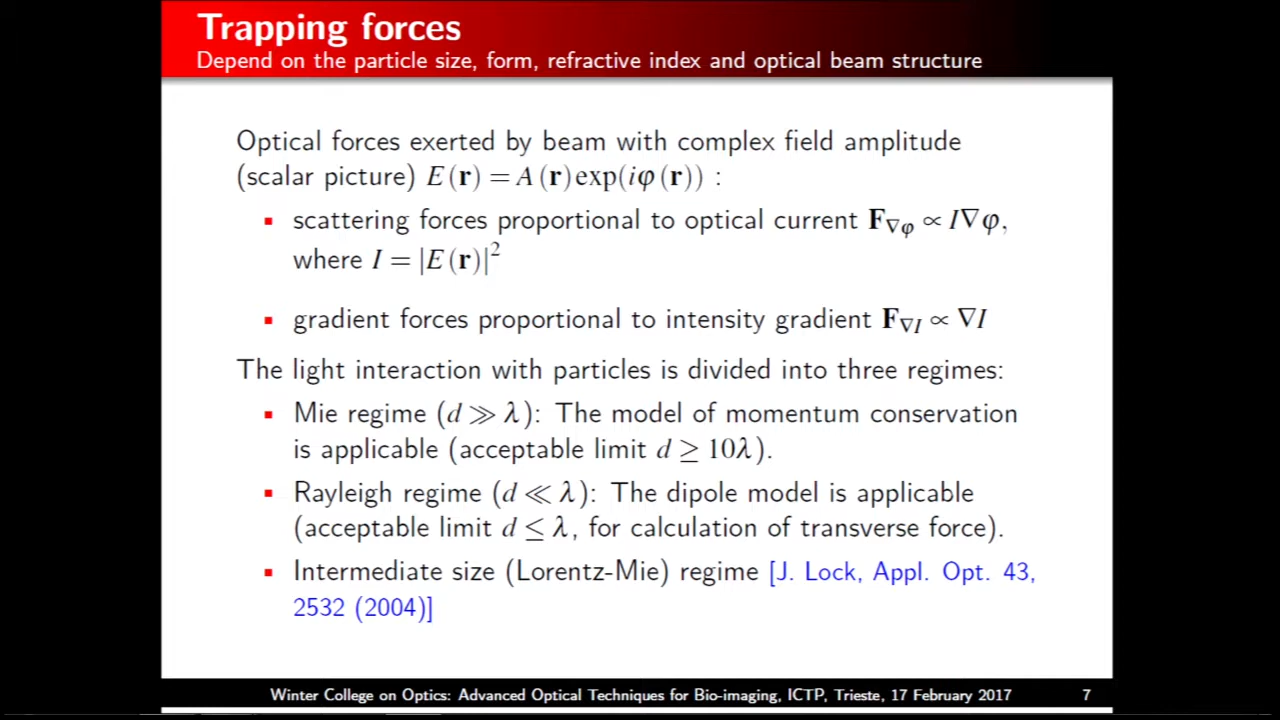 Trapping forces
Depend on the particle size, form, refractive index and optical beam structure
Optical forces exerted by beam with complex field amplitude
(scalar picture) E(r) = A(r)exp(iφ(r)) :
▪ scattering forces proportional to optical current F∇φ ∝ I∇φ,
where I = |E(r)|²
▪ gradient forces proportional to intensity gradient F∇I ∝ ∇I
The light interaction with particles is divided into three regimes:
▪ Mie regime (d ≫ λ): The model of momentum conservation
is applicable (acceptable limit d ≥ 10λ).
▪ Rayleigh regime (d ≪ λ): The dipole model is applicable
(acceptable limit d ≤ λ, for calculation of transverse force).
▪ Intermediate size (Lorentz-Mie) regime [J. Lock, Appl. Opt. 43,
2532 (2004)]
Winter College on Optics: Advanced Optical Techniques for Bio-imaging, ICTP, Trieste, 17 February 2017 7